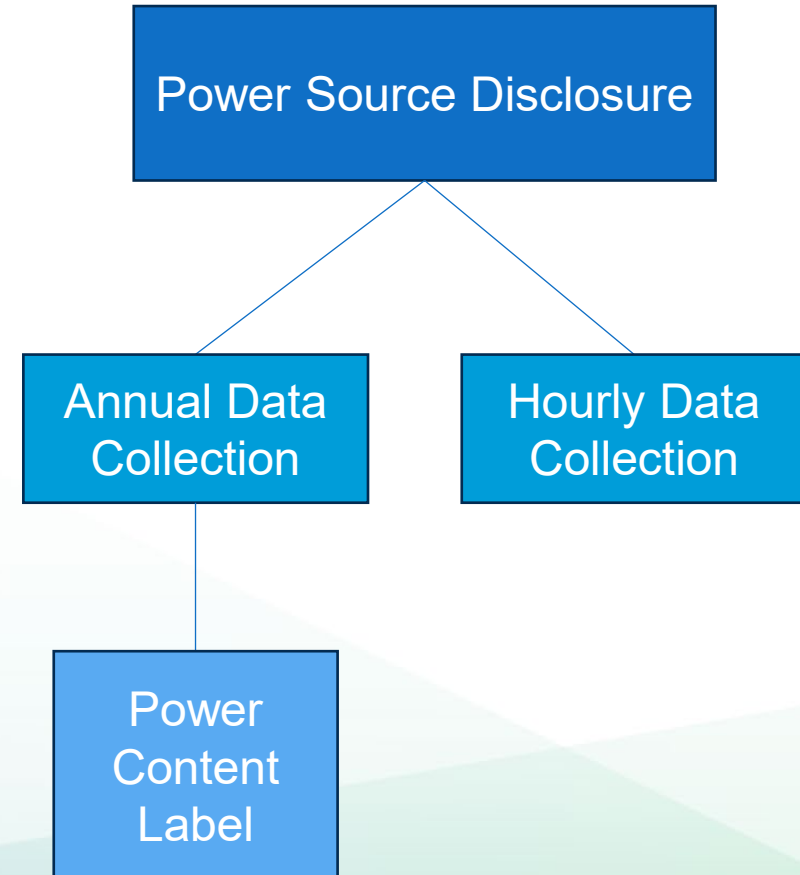 Power Source Disclosure
Annual Data
Collection
Hourly Data
Collection
Power
Content
Label